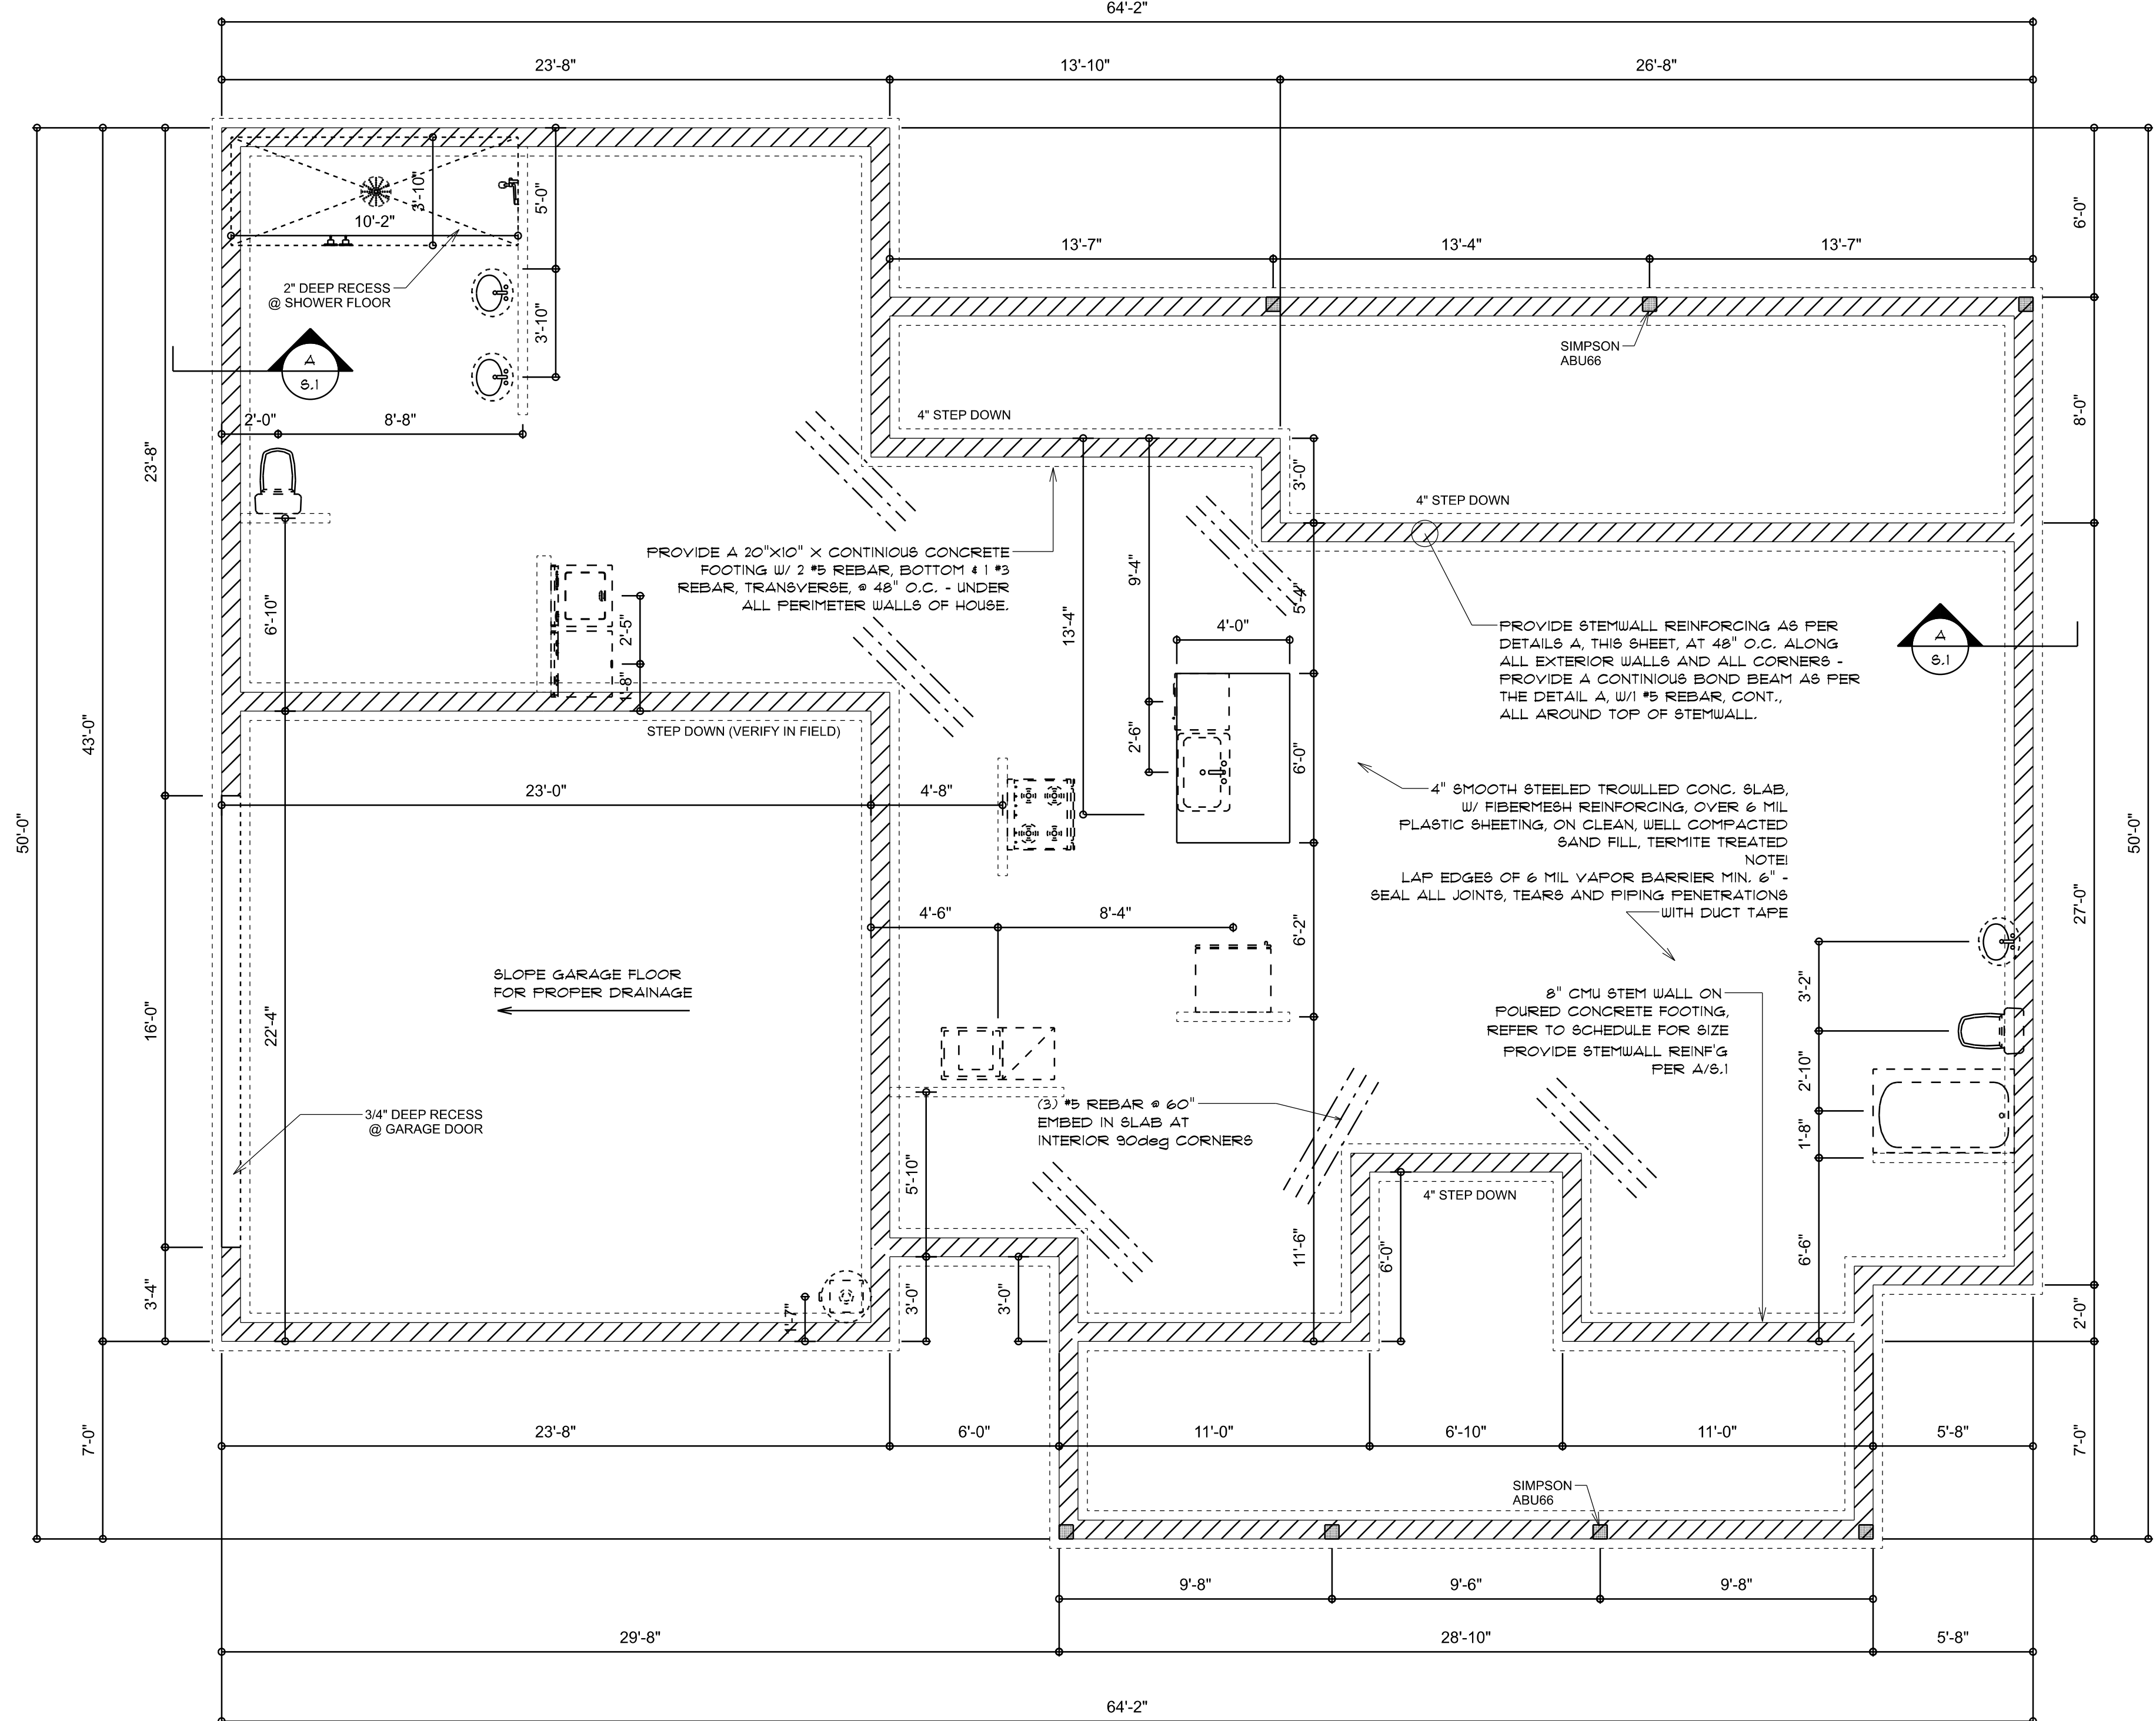 64'-2"
23'-8"
13'-10"
26'-8"
3'-10"
10'-2"
5'-0"
3'-10"
2" DEEP RECESS
@ SHOWER FLOOR
A
S.1
2'-0"
8'-8"
6'-0"
13'-7"
13'-4"
13'-7"
SIMPSON
ABU66
8'-0"
4" STEP DOWN
3'-0"
4" STEP DOWN
23'-8"
43'-0"
50'-0"
6'-10"
PROVIDE A 20"X10" X CONTINIOUS CONCRETE
FOOTING W/ 2 #5 REBAR, BOTTOM & 1 #3
REBAR, TRANSVERSE, @ 48" O.C. - UNDER
ALL PERIMETER WALLS OF HOUSE.
2'-5"
1'-8"
STEP DOWN (VERIFY IN FIELD)
9'-4"
13'-4"
5'-4"
4'-0"
2'-6"
6'-0"
PROVIDE STEMWALL REINFORCING AS PER
DETAILS A, THIS SHEET, AT 48" O.C. ALONG
ALL EXTERIOR WALLS AND ALL CORNERS -
PROVIDE A CONTINIOUS BOND BEAM AS PER
THE DETAIL A, W/1 #5 REBAR, CONT.,
ALL AROUND TOP OF STEMWALL.
A
S.1
23'-0"
4'-8"
4" SMOOTH STEELED TROWLLED CONC. SLAB,
W/ FIBERMESH REINFORCING, OVER 6 MIL
PLASTIC SHEETING, ON CLEAN, WELL COMPACTED
SAND FILL, TERMITE TREATED
NOTE!
LAP EDGES OF 6 MIL VAPOR BARRIER MIN. 6" -
SEAL ALL JOINTS, TEARS AND PIPING PENETRATIONS
WITH DUCT TAPE
50'-0"
27'-0"
4'-6"
8'-4"
6'-2"
SLOPE GARAGE FLOOR
FOR PROPER DRAINAGE
16'-0"
22'-4"
8" CMU STEM WALL ON
POURED CONCRETE FOOTING,
REFER TO SCHEDULE FOR SIZE
PROVIDE STEMWALL REINF'G
PER A/S.1
3'-2"
2'-10"
1'-8"
3/4" DEEP RECESS
@ GARAGE DOOR
(3) #5 REBAR @ 60"
EMBED IN SLAB AT
INTERIOR 90deg CORNERS
5'-10"
4" STEP DOWN
11'-6"
6'-0"
6'-6"
3'-4"
1'-7"
3'-0"
3'-0"
2'-0"
7'-0"
23'-8"
6'-0"
11'-0"
6'-10"
11'-0"
5'-8"
7'-0"
SIMPSON
ABU66
9'-8"
9'-6"
9'-8"
29'-8"
28'-10"
5'-8"
64'-2"